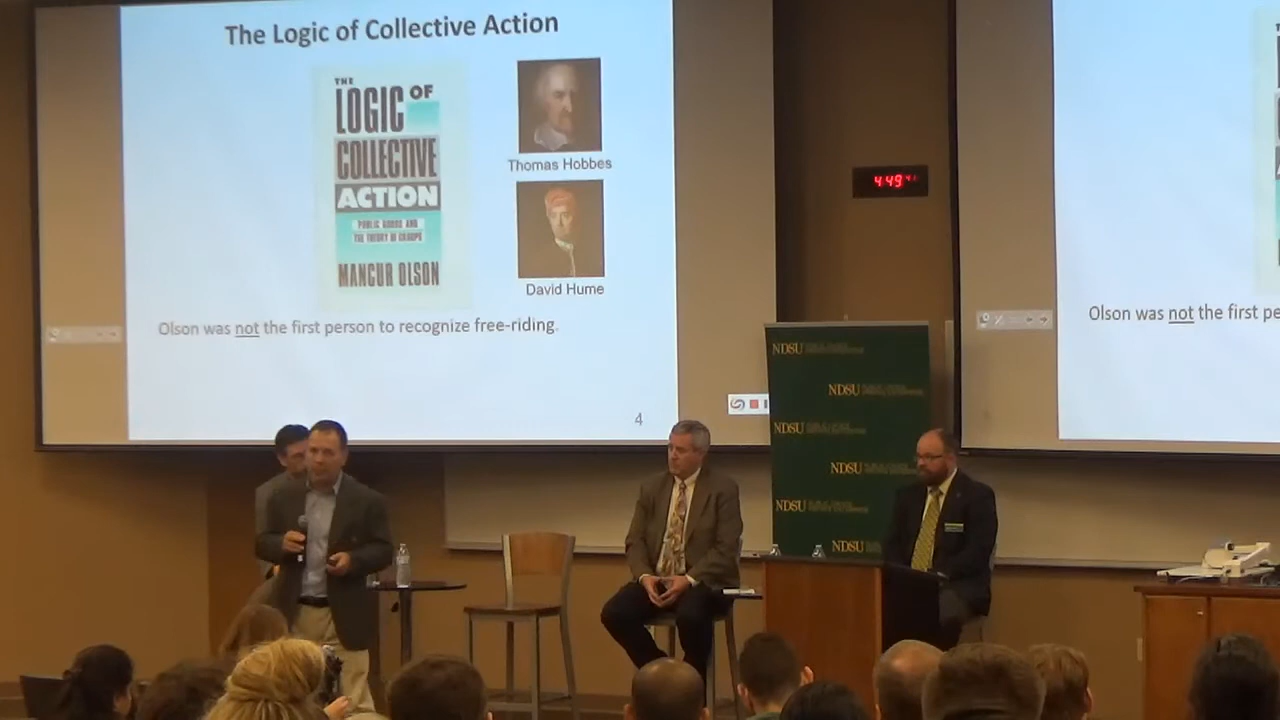 The Logic of Collective Action
THE
LOGIC OF
COLLECTIVE
ACTION
PUBLIC GOODS AND
THE THEORY OF GROUPS
MANCUR OLSON
Thomas Hobbes
David Hume
Olson was not the first person to recognize free-riding.
4
4:49
NDSU
NDSU
NDSU
NDSU
NDSU
NDSU
Olson was not the first pe